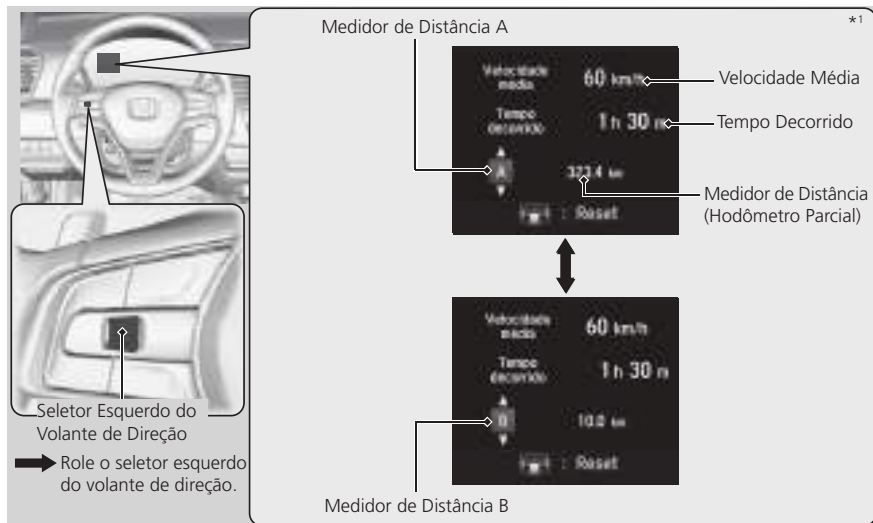 Medidor de Distância A
*1
Velocidade
média
60 km/h
Velocidade Média
Tempo
decorrido
1 h 30 m
Tempo Decorrido
A
323.4 km
Medidor de Distância
(Hodômetro Parcial)
: Reset
Velocidade
média
60 km/h
Tempo
decorrido
1 h 30 m
10.0 km
: Reset
Medidor de Distância B
Seletor Esquerdo do
Volante de Direção
Role o seletor esquerdo
do volante de direção.